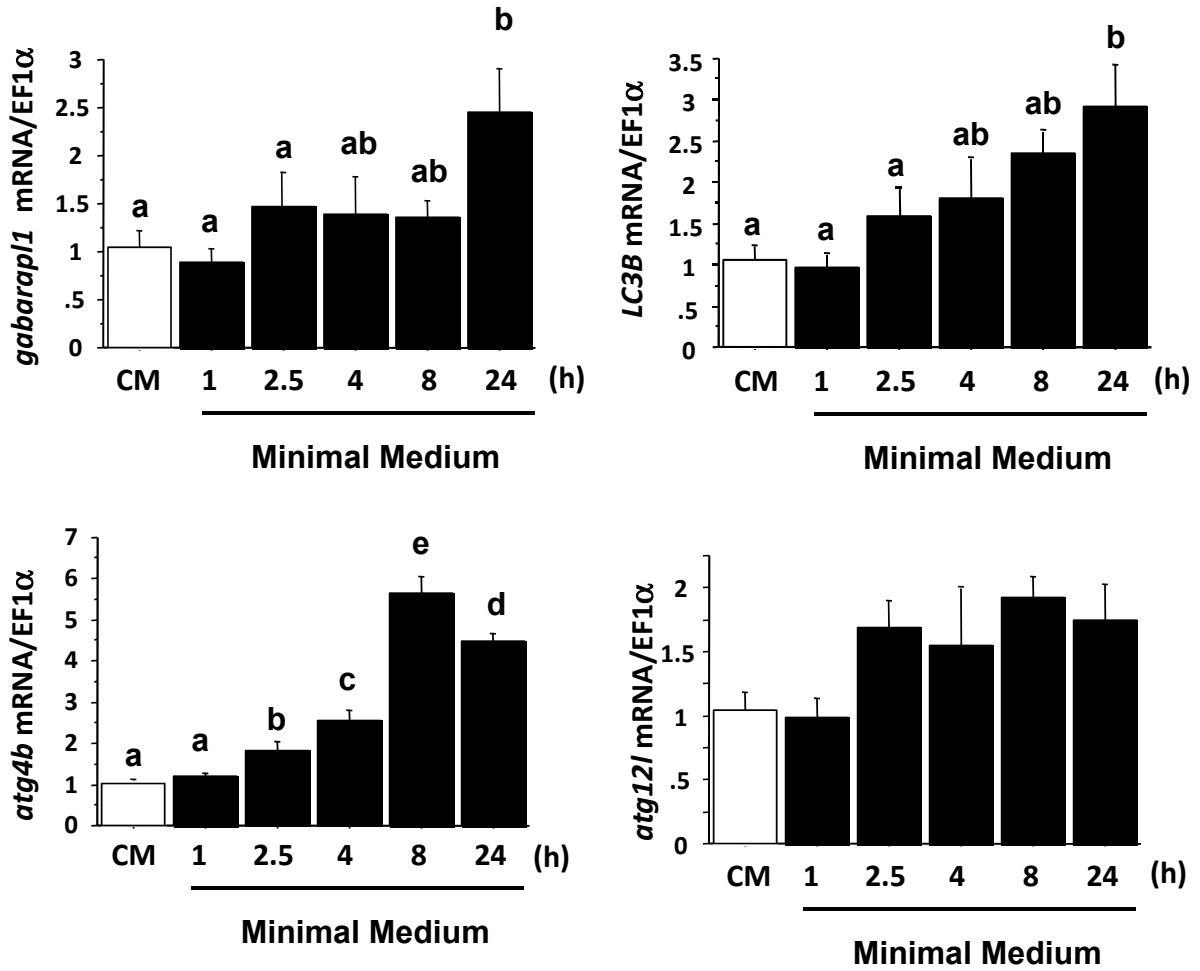 gabarapl1 mRNA/EF1α
3
2.5
2
1.5
1
.5
0
a
a
a
ab
ab
b
CM 1 2.5 4 8 24 (h)
Minimal Medium
LC3B mRNA/EF1α
3.5
3
2.5
2
1.5
1
.5
0
a
a
a
ab
ab
b
CM 1 2.5 4 8 24 (h)
Minimal Medium
atg4b mRNA/EF1α
7
6
5
4
3
2
1
0
a
a
b
c
e
d
CM 1 2.5 4 8 24 (h)
Minimal Medium
atg12l mRNA/EF1α
2
1.5
1
.5
0
CM 1 2.5 4 8 24 (h)
Minimal Medium